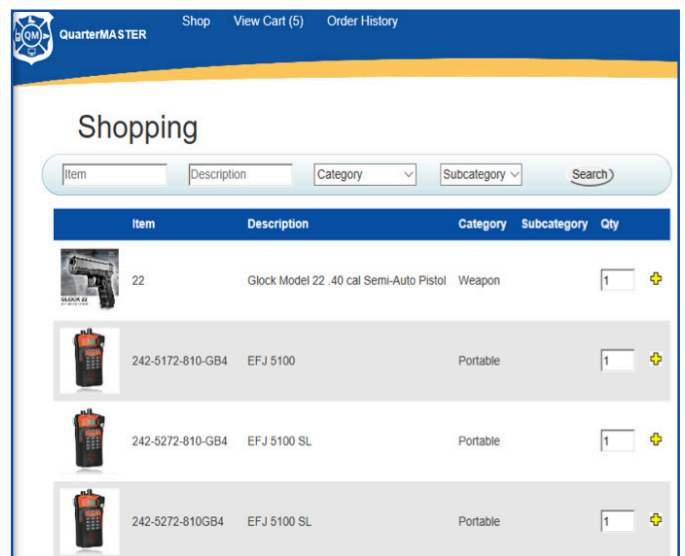 Shop View Cart (5) Order History
QM QuarterMASTER
Shopping
Item Description Category Subcategory Search
Item Description Category Subcategory Qty
GLOCK 22
22 Glock Model 22 .40 cal Semi-Auto Pistol Weapon 1
242-5172-810-GB4 EFJ 5100 Portable 1
242-5272-810-GB4 EFJ 5100 SL Portable 1
242-5272-810GB4 EFJ 5100 SL Portable 1